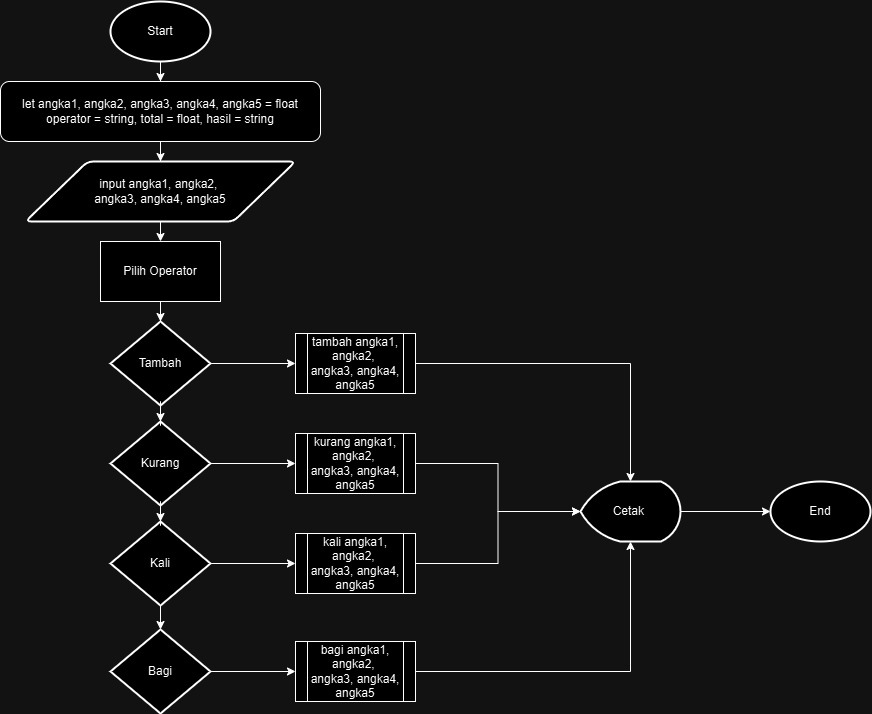 Start
let angka1, angka2, angka3, angka4, angka5 = float
operator = string, total = float, hasil = string
input angka1, angka2,
angka3, angka4, angka5
Pilih Operator
Tambah
tambah angka1,
angka2,
angka3, angka4,
angka5
Kurang
kurang angka1,
angka2,
angka3, angka4,
angka5
Cetak
End
Kali
kali angka1,
angka2,
angka3, angka4,
angka5
Bagi
bagi angka1,
angka2,
angka3, angka4,
angka5